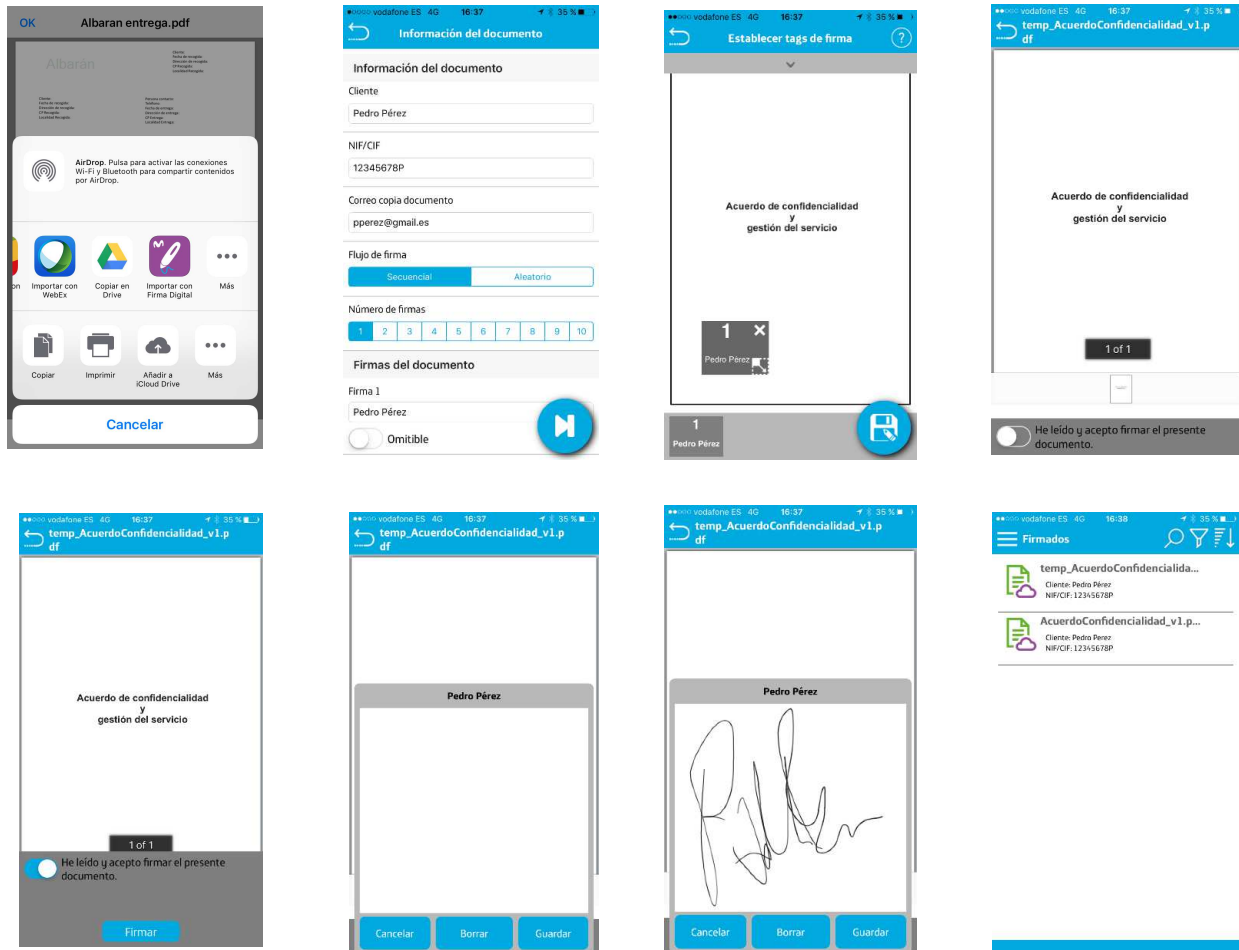 OK Albaran entrega.pdf
Albarán
AirDrop. Pulsa para activar las conexiones
Wi-Fi y Bluetooth para compartir contenidos
por AirDrop.
Importar con
WebEx
Copiar en
Drive
Importar con
Firma Digital
Más
Copiar
Imprimir
Añadir a
iCloud Drive
Más
Cancelar
vodafone ES 4G 16:37 35 %
Información del documento
Información del documento
Cliente
Pedro Pérez
NIF/CIF
12345678P
Correo copia documento
pperez@gmail.es
Flujo de firma
Secuencial Aleatorio
Número de firmas
1 2 3 4 5 6 7 8 9 10
Firmas del documento
Firma 1
Pedro Pérez
Omitible
vodafone ES 4G 16:37 35 %
Establecer tags de firma ?
Acuerdo de confidencialidad
y
gestión del servicio
1 X
Pedro Pérez
1
Pedro Pérez
vodafone ES 4G 16:37 35 %
temp_AcuerdoConfidencialidad_v1.p
df
Acuerdo de confidencialidad
y
gestión del servicio
1 of 1
He leído y acepto firmar el presente
documento.
vodafone ES 4G 16:37 35 %
temp_AcuerdoConfidencialidad_v1.p
df
Acuerdo de confidencialidad
y
gestión del servicio
1 of 1
He leído y acepto firmar el presente
documento.
Firmar
vodafone ES 4G 16:37 35 %
temp_AcuerdoConfidencialidad_v1.p
df
Pedro Pérez
Cancelar Borrar Guardar
vodafone ES 4G 16:37 35 %
temp_AcuerdoConfidencialidad_v1.p
df
Pedro Pérez
Cancelar Borrar Guardar
vodafone ES 4G 16:38 35 %
Firmados
temp_AcuerdoConfidencialida...
Cliente: Pedro Pérez
NIF/CIF: 12345678P
AcuerdoConfidencialidad_v1.p...
Cliente: Pedro Perez
NIF/CIF: 12345678P